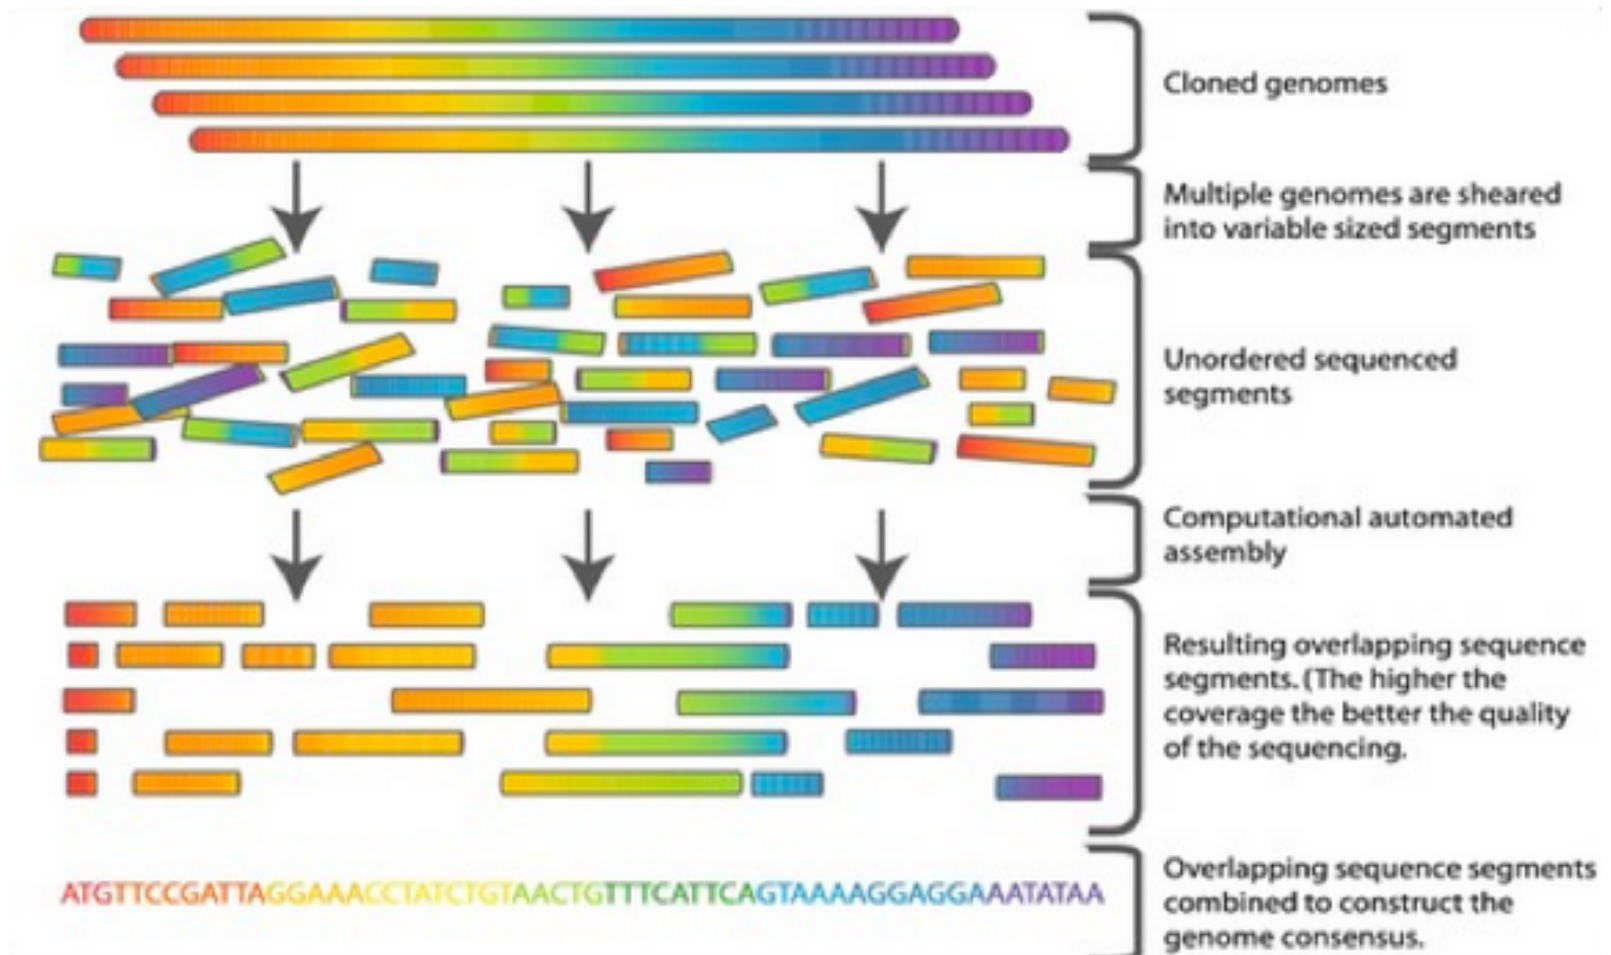 Cloned genomes
Multiple genomes are sheared
into variable sized segments
Unordered sequenced
segments
Computational automated
assembly
Resulting overlapping sequence
segments. (The higher the
coverage the better the quality
of the sequencing.
ATGTTCCGATTAGGAAACCTATCTGTAACTGTTTCATTCAGTAAAAGGAGGAAATATAA
Overlapping sequence segments
combined to construct the
genome consensus.